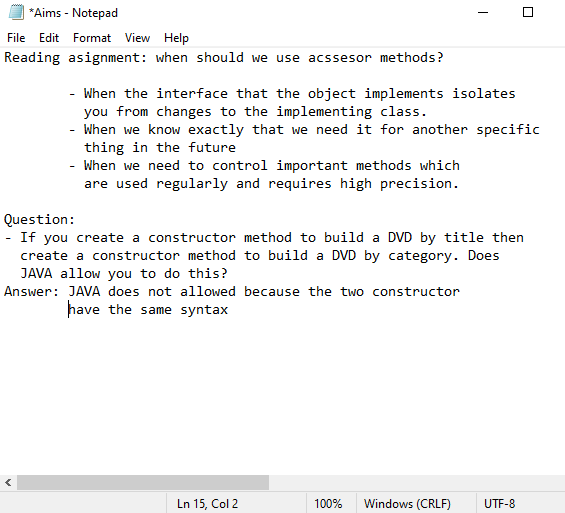 *Aims - Notepad
File Edit Format View Help
Reading asignment: when should we use acssesor methods?
- When the interface that the object implements isolates
you from changes to the implementing class.
- When we know exactly that we need it for another specific
thing in the future
- When we need to control important methods which
are used regularly and requires high precision.
Question:
- If you create a constructor method to build a DVD by title then
create a constructor method to build a DVD by category. Does
JAVA allow you to do this?
Answer: JAVA does not allowed because the two constructor
have the same syntax
Ln 15, Col 2 100% Windows (CRLF) UTF-8